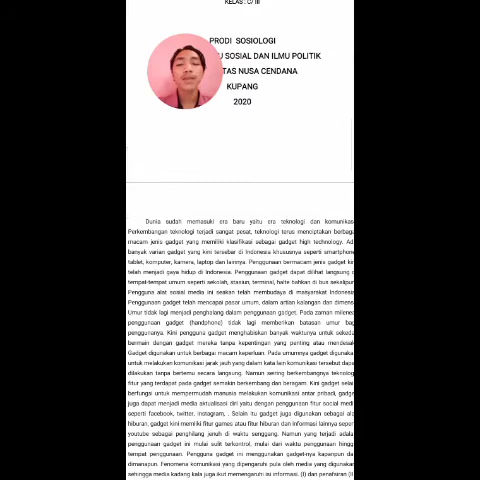 KELAS : C/ III
PRODI SOSIOLOGI
U SOSIAL DAN ILMU POLITIK
TAS NUSA CENDANA
KUPANG
2020
Dunia sudah memasuki era baru yaitu era teknologi dan komunikas
Perkembangan teknologi terjadi sangat pesat, teknologi terus menciptakan berbaga
macam jenis gadget yang memiliki klasifikasi sebagai gadget high technology. Ad
banyak varian gadget yang kini tersebar di Indonesia khususnya seperti smartphon
tablet, komputer, kamera, laptop dan lainnya. Penggunaan bermacam jenis gadget kin
telah menjadi gaya hidup di Indonesia. Penggunaan gadget dapat dilihat langsung d
tempat-tempat umum seperti sekolah, stasiun, terminal, halte bahkan di bus sekalipun
Pengguna alat sosial media ini seakan telah membudaya di masyarakat Indonesia
Penggunaan gadget telah mencapai pasar umum, dalam artian kalangan dan dimens
Umur tidak lagi menjadi penghalang dalam penggunaan gadget. Pada zaman milenea
penggunaan gadget (handphone) tidak lagi memberikan batasan umur bag
penggunanya. Kini pengguna gadget menghabiskan banyak waktunya untuk sekeda
bermain dengan gadget mereka tanpa kepentingan yang penting atau mendesak
Gadget digunakan untuk berbagai macam keperluan. Pada umumnya gadget digunaka
untuk melakukan komunikasi jarak jauh yang dalam kata lain komunikasi tersebut dapa
dilakukan tanpa bertemu secara langsung. Namun seiring berkembangnya teknolog
fitur yang terdapat pada gadget semakin berkembang dan beragam. Kini gadget selai
berfungsi untuk mempermudah manusia melakukan komunikasi antar pribadi, gadge
juga dapat menjadi media aktualisasi diri yaitu dengan penggunaan fitur social medi
seperti facebook, twitter, instagram, . Selain itu gadget juga digunakan sebagai ala
hiburan, gadget kini memiliki fitur games atau fitur hiburan dan informasi lainnya seper
youtube sebagai penghilang jenuh di waktu senggang. Namun yang terjadi adala
penggunaan gadget ini mulai sulit terkontrol, mulai dari waktu penggunaan hingg
tempat penggunaan. Pengguna gadget ini menggunakan gadget-nya kapanpun da
dimanapun. Fenomena komunikasi yang dipengaruhi pula oleh media yang digunakan
sehingga media kadang kala juga ikut memengaruhi isi informasi. (I) dan penafsiran (II